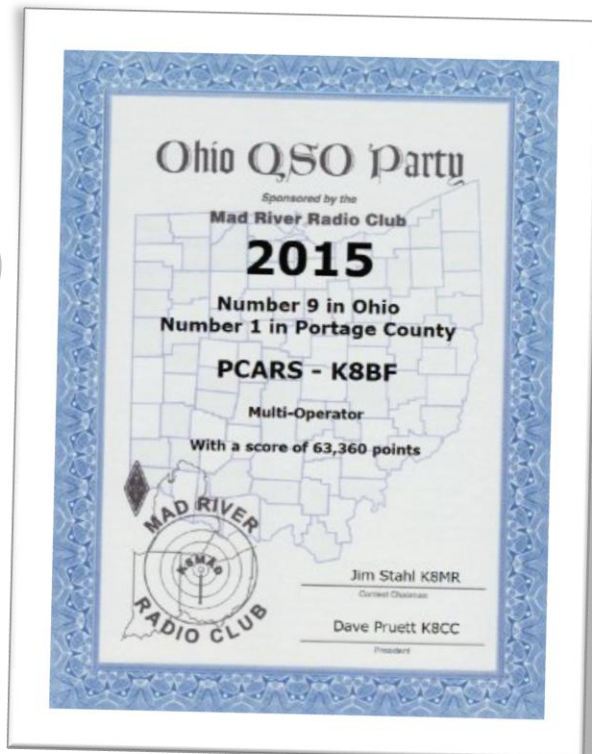 Ohio QSO Party
Sponsored by the
Mad River Radio Club
2015
Number 9 in Ohio
Number 1 in Portage County
PCARS - K8BF
Multi-Operator
With a score of 63,360 points
MAD RIVER
K8MAD
RADIO CLUB
Jim Stahl K8MR
Contest Chairman
Dave Pruett K8CC
President